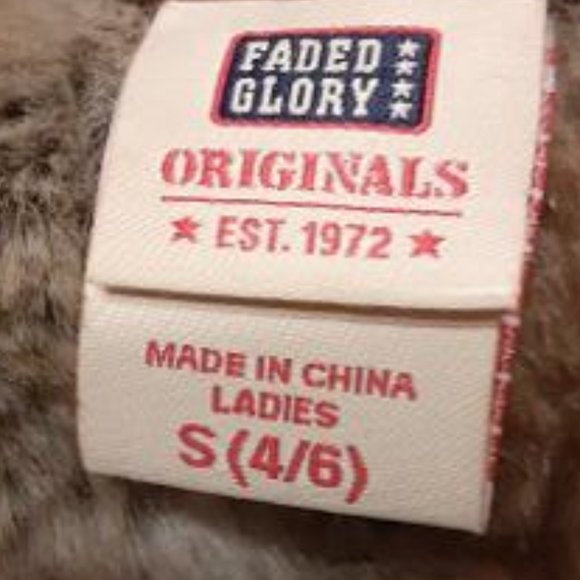 FADED
GLORY
ORIGINALS
EST. 1972
MADE IN CHINA
LADIES
S (4/6)